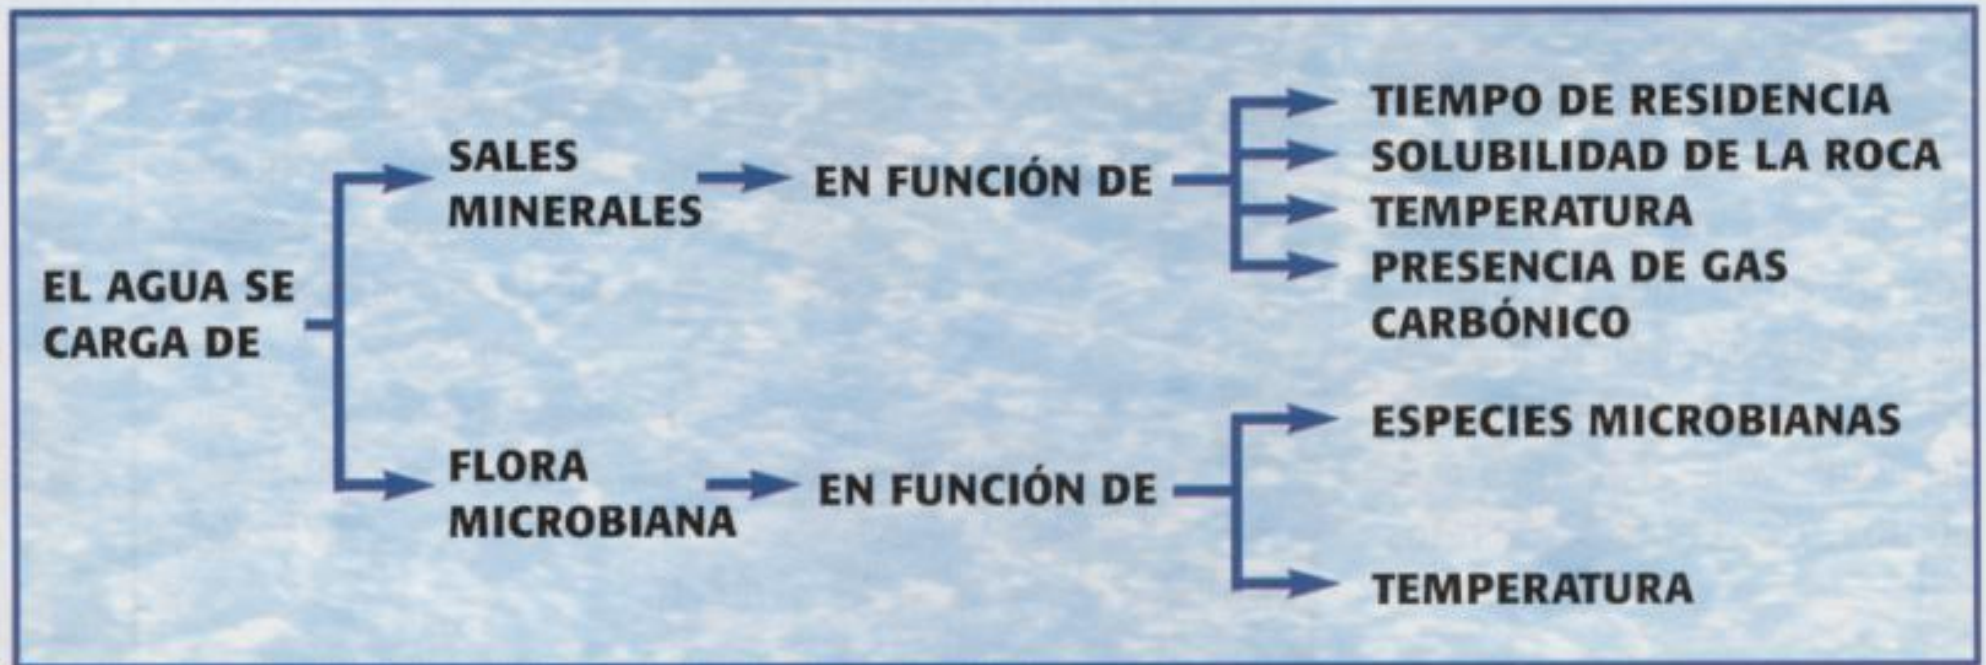 EL AGUA SE
CARGA DE
SALES
MINERALES
EN FUNCIÓN DE
TIEMPO DE RESIDENCIA
SOLUBILIDAD DE LA ROCA
TEMPERATURA
PRESENCIA DE GAS
CARBÓNICO
FLORA
MICROBIANA
EN FUNCIÓN DE
ESPECIES MICROBIANAS
TEMPERATURA